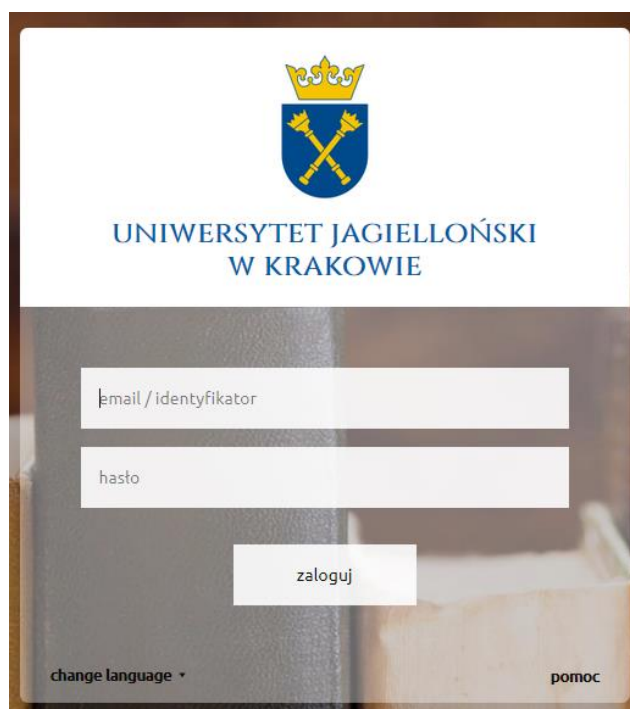 UNIWERSYTET JAGIELLOŃSKI
W KRAKOWIE
email / identyfikator
hasło
zaloguj
change language
pomoc